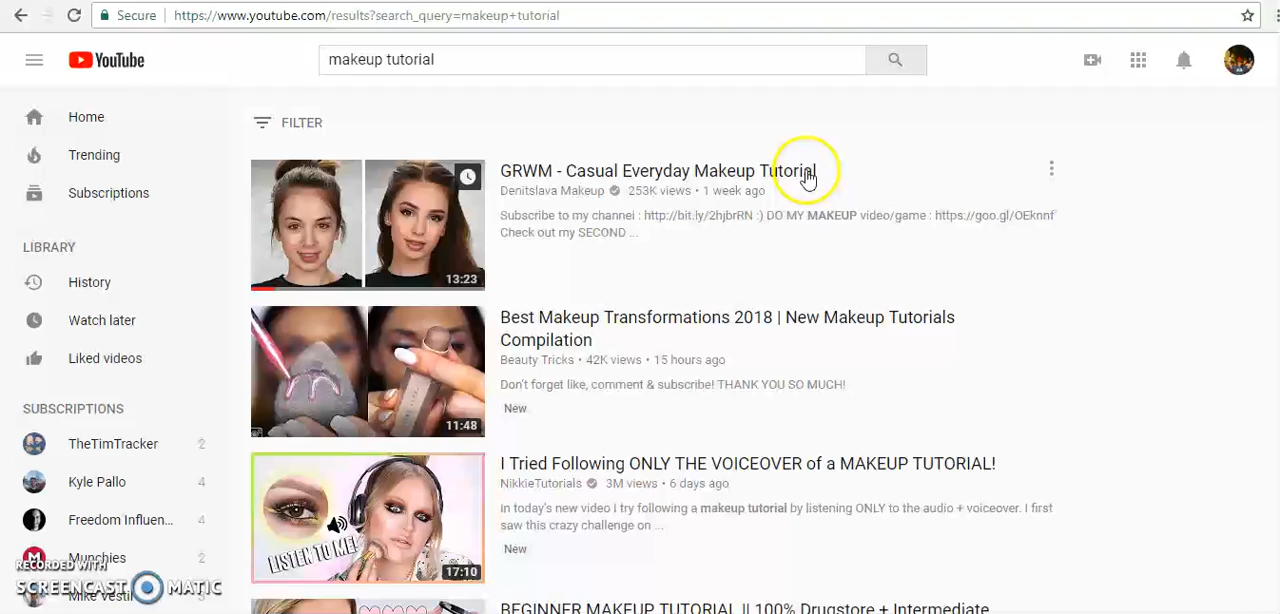 Secure https://www.youtube.com/results?search_query=makeup+tutorial
YouTube
makeup tutorial
Home
Trending
Subscriptions
LIBRARY
History
Watch later
Liked videos
SUBSCRIPTIONS
TheTimTracker 2
Kyle Pallo 4
Freedom Influen... 4
Munchies 2
RECORDED WITH
SCREENCAST MATIC
FILTER
13:23
GRWM - Casual Everyday Makeup Tutorial
Denitslava Makeup 253K views • 1 week ago
Subscribe to my channel : http://bit.ly/2hjbrRN :) DO MY MAKEUP video/game : https://goo.gl/OEknnf
Check out my SECOND ...
11:48
Best Makeup Transformations 2018 | New Makeup Tutorials
Compilation
Beauty Tricks • 42K views • 15 hours ago
Don't forget like, comment & subscribe! THANK YOU SO MUCH!
New
LISTEN TO ME!
17:10
I Tried Following ONLY THE VOICEOVER of a MAKEUP TUTORIAL!
NikkieTutorials 3M views • 6 days ago
In today's new video I try following a makeup tutorial by listening ONLY to the audio + voiceover. I first
saw this crazy challenge on ...
New
BEGINNER MAKEUP TUTORIAL || 100% Drugstore + Intermediate